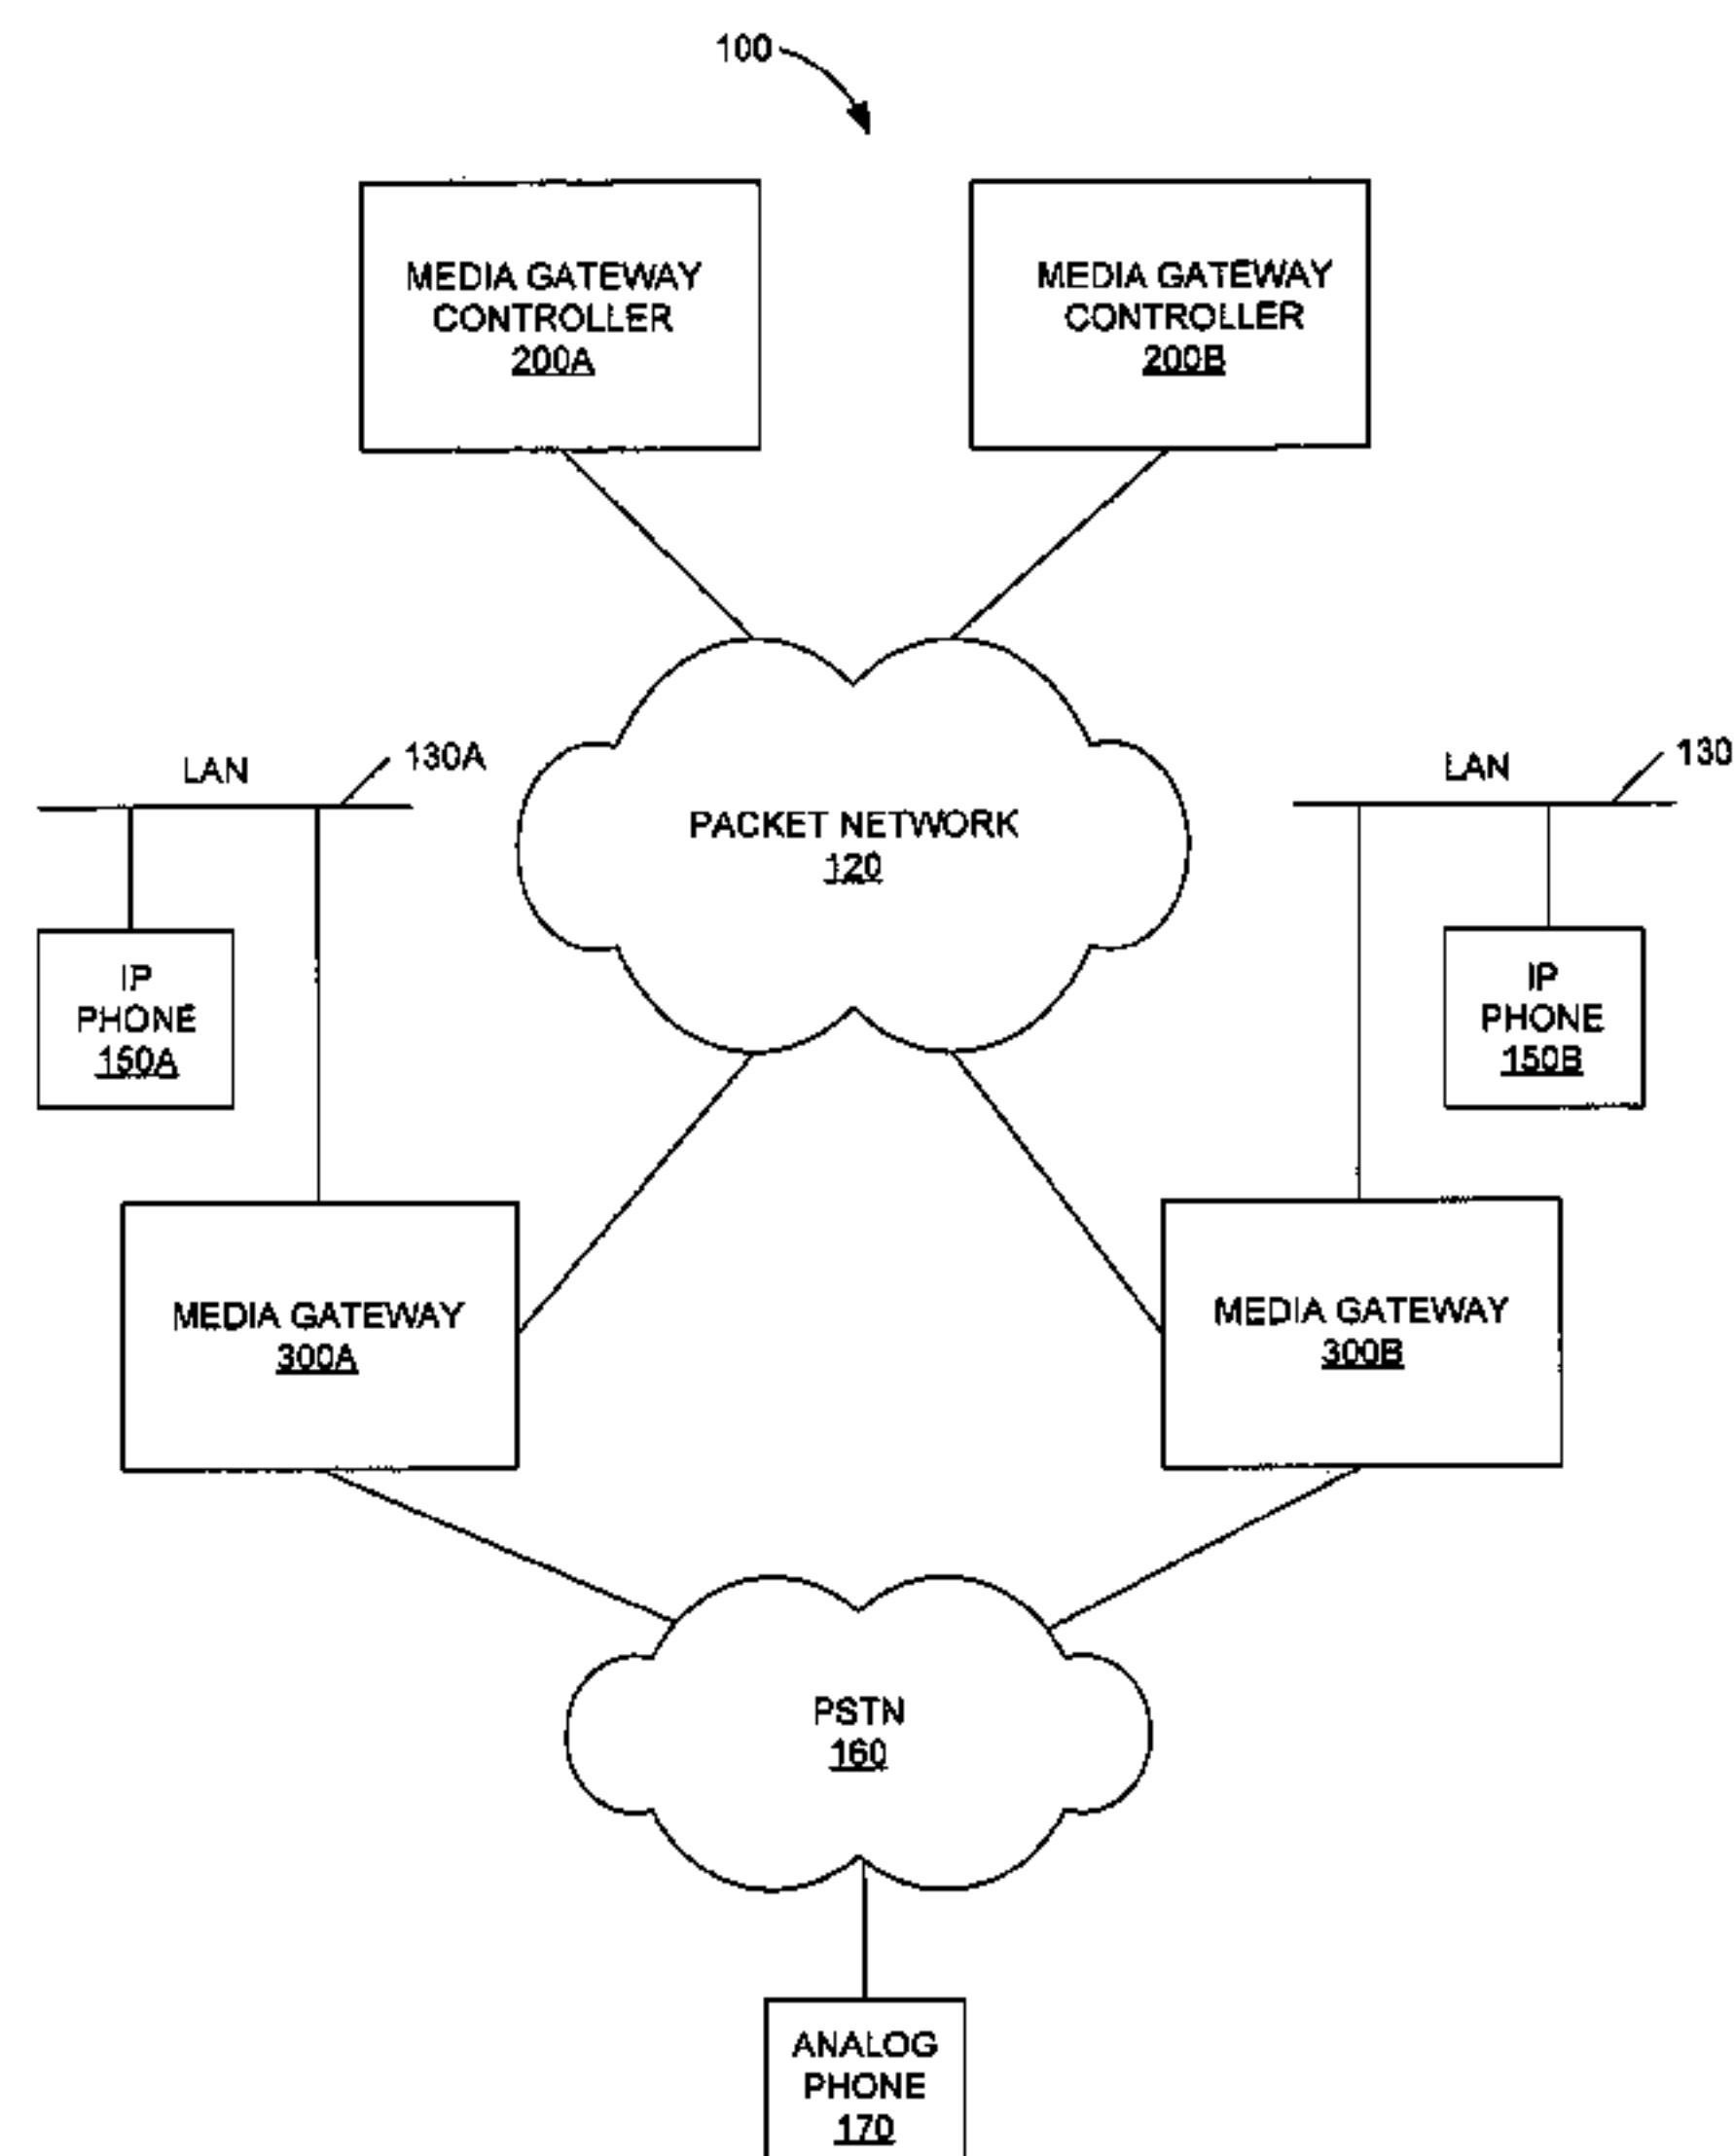 100
MEDIA GATEWAY
CONTROLLER
200A
MEDIA GATEWAY
CONTROLLER
200B
LAN
130A
PACKET NETWORK
120
LAN
130
IP
PHONE
150A
IP
PHONE
150B
MEDIA GATEWAY
300A
MEDIA GATEWAY
300B
PSTN
160
ANALOG
PHONE
170